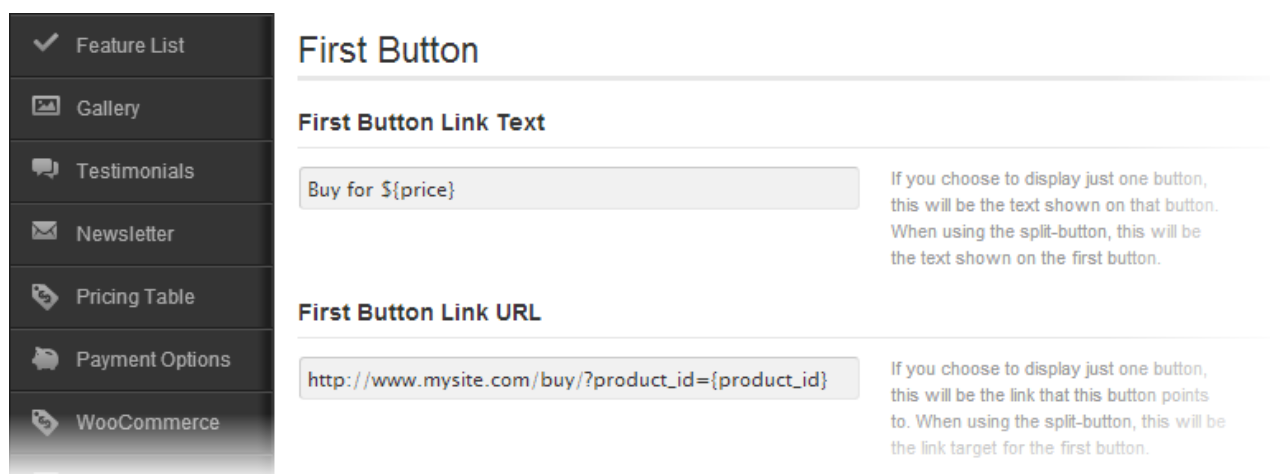 Feature List
Gallery
Testimonials
Newsletter
Pricing Table
Payment Options
WooCommerce
First Button
First Button Link Text
Buy for ${price}
If you choose to display just one button,
this will be the text shown on that button.
When using the split-button, this will be
the text shown on the first button.
First Button Link URL
http://www.mysite.com/buy/?product_id={product_id}
If you choose to display just one button,
this will be the link that this button points
to. When using the split-button, this will be
the link target for the first button.